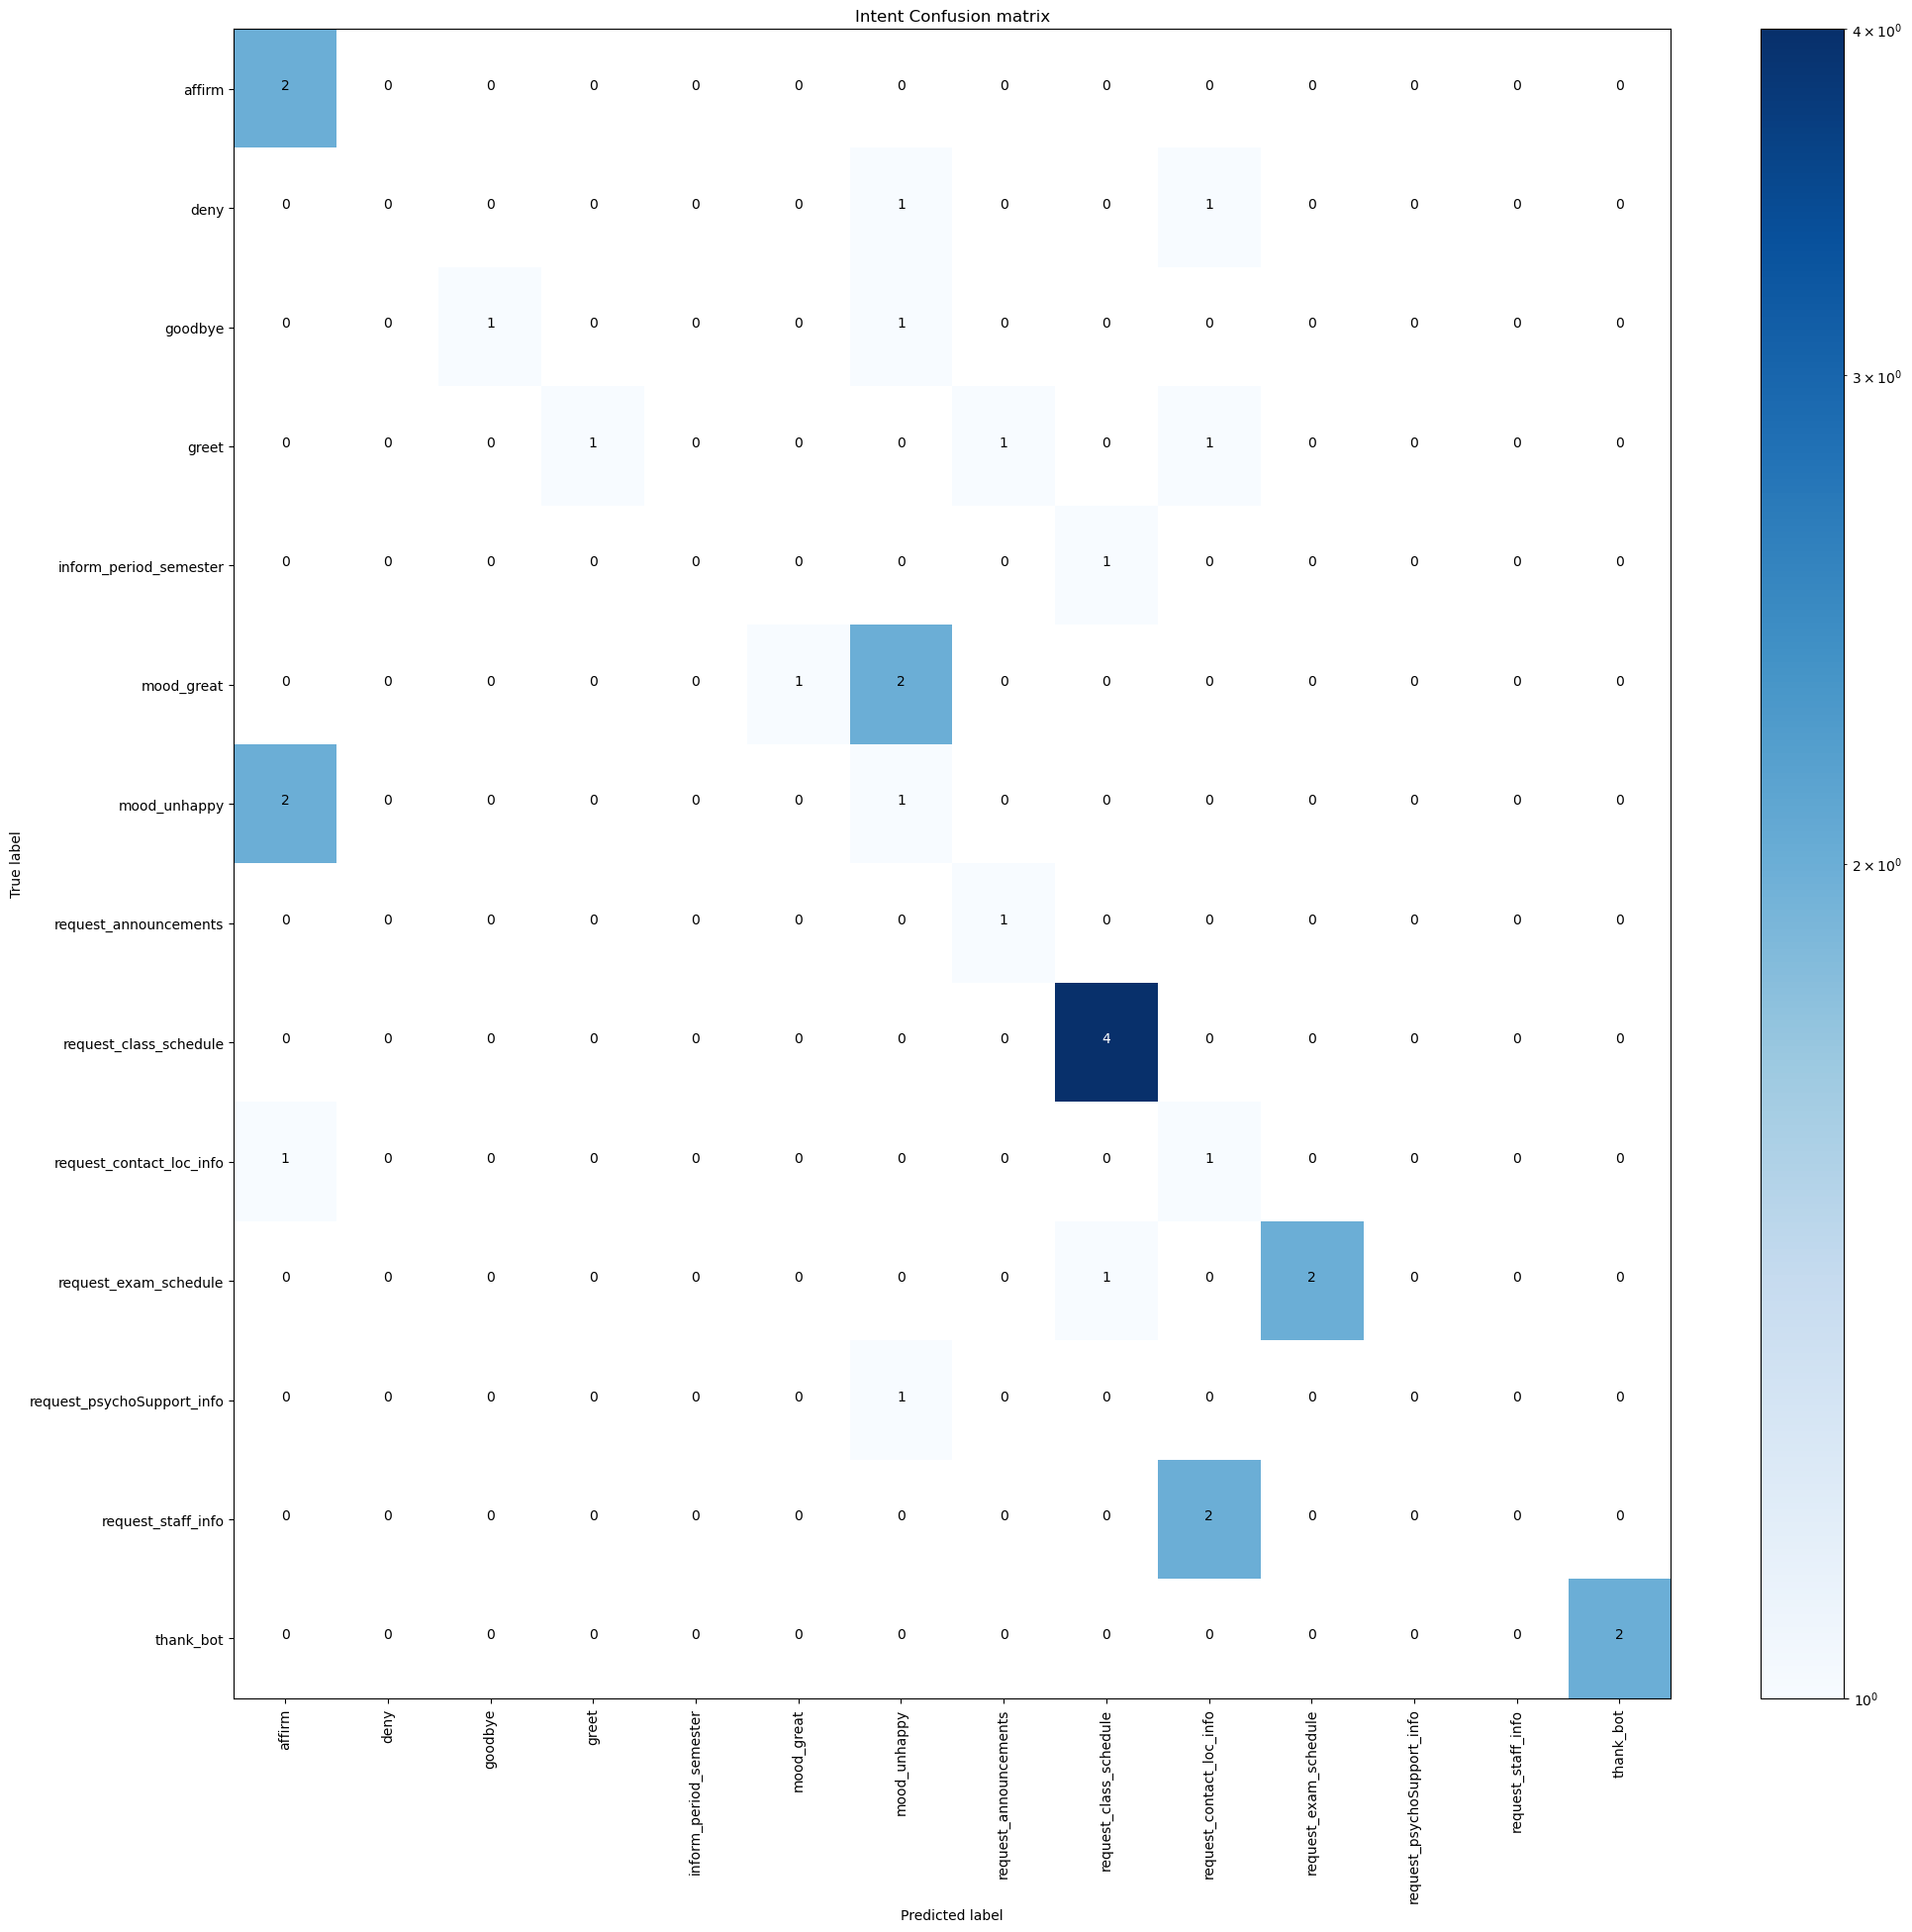 Intent Confusion matrix
affirm 2 0 0 0 0 0 0 0 0 0 0 0 0 0
deny 0 0 0 0 0 0 1 0 0 1 0 0 0 0
goodbye 0 0 1 0 0 0 1 0 0 0 0 0 0 0
greet 0 0 0 1 0 0 0 1 0 1 0 0 0 0
inform_period_semester 0 0 0 0 0 0 0 0 1 0 0 0 0 0
mood_great 0 0 0 0 0 1 2 0 0 0 0 0 0 0
mood_unhappy 2 0 0 0 0 0 1 0 0 0 0 0 0 0
request_announcements 0 0 0 0 0 0 0 1 0 0 0 0 0 0
request_class_schedule 0 0 0 0 0 0 0 0 4 0 0 0 0 0
request_contact_loc_info 1 0 0 0 0 0 0 0 0 1 0 0 0 0
request_exam_schedule 0 0 0 0 0 0 0 0 1 0 2 0 0 0
request_psychoSupport_info 0 0 0 0 0 0 1 0 0 0 0 0 0 0
request_staff_info 0 0 0 0 0 0 0 0 0 2 0 0 0 0
thank_bot 0 0 0 0 0 0 0 0 0 0 0 0 0 2
True label
affirm
deny
goodbye
greet
inform_period_semester
mood_great
mood_unhappy
request_announcements
request_class_schedule
request_contact_loc_info
request_exam_schedule
request_psychoSupport_info
request_staff_info
thank_bot
Predicted label
4 × 10⁰
3 × 10⁰
2 × 10⁰
10⁰